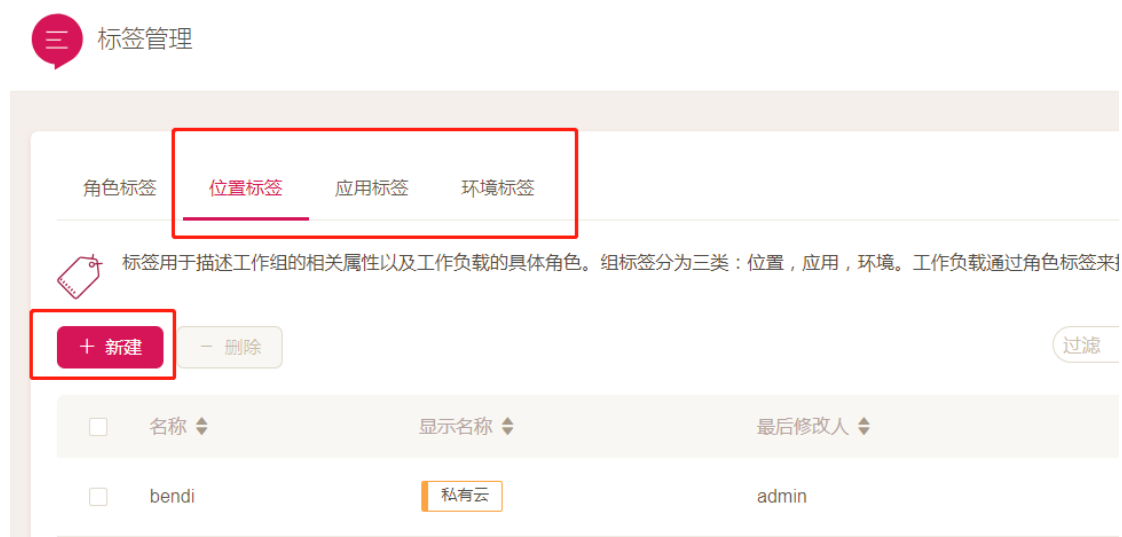 标签管理
角色标签 位置标签 应用标签 环境标签
标签用于描述工作组的相关属性以及工作负载的具体角色。组标签分为三类：位置，应用，环境。工作负载通过角色标签来
+ 新建 − 删除 过滤
名称 显示名称 最后修改人
bendi 私有云 admin